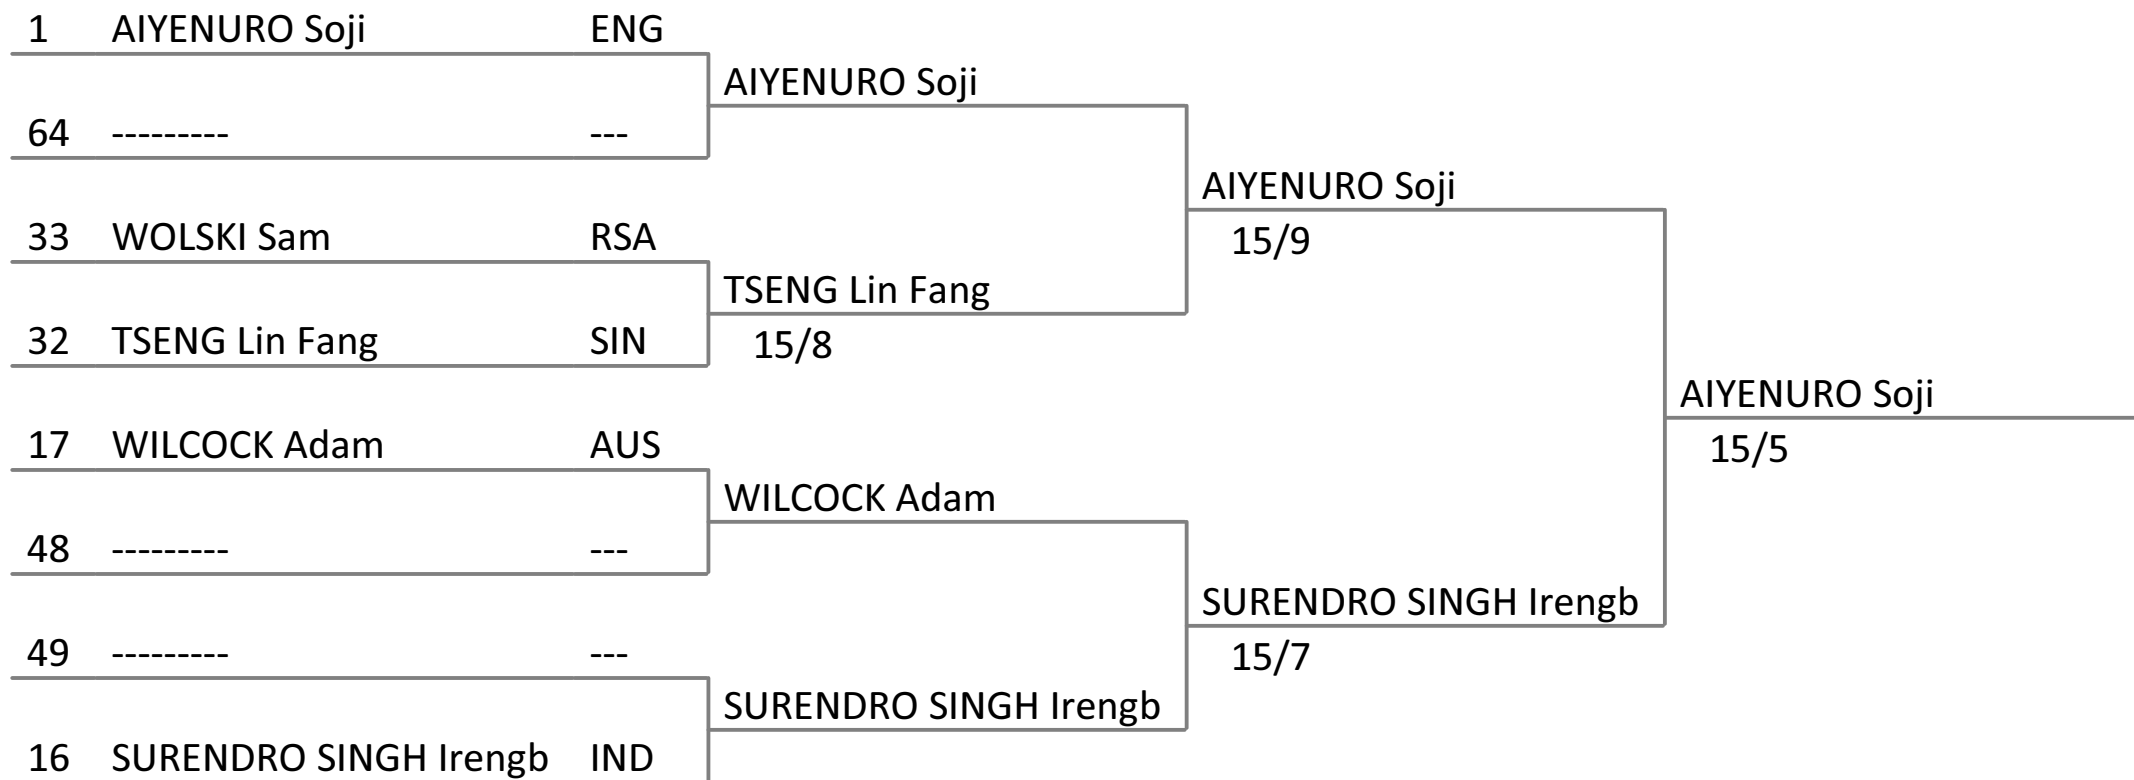 1 AIYENURO Soji ENG
AIYENURO Soji
64 --------- ---
AIYENURO Soji
33 WOLSKI Sam RSA
15/9
TSENG Lin Fang
32 TSENG Lin Fang SIN
15/8
AIYENURO Soji
17 WILCOCK Adam AUS
15/5
WILCOCK Adam
48 --------- ---
SURENDRO SINGH Irengb
49 --------- ---
15/7
SURENDRO SINGH Irengb
16 SURENDRO SINGH Irengb IND